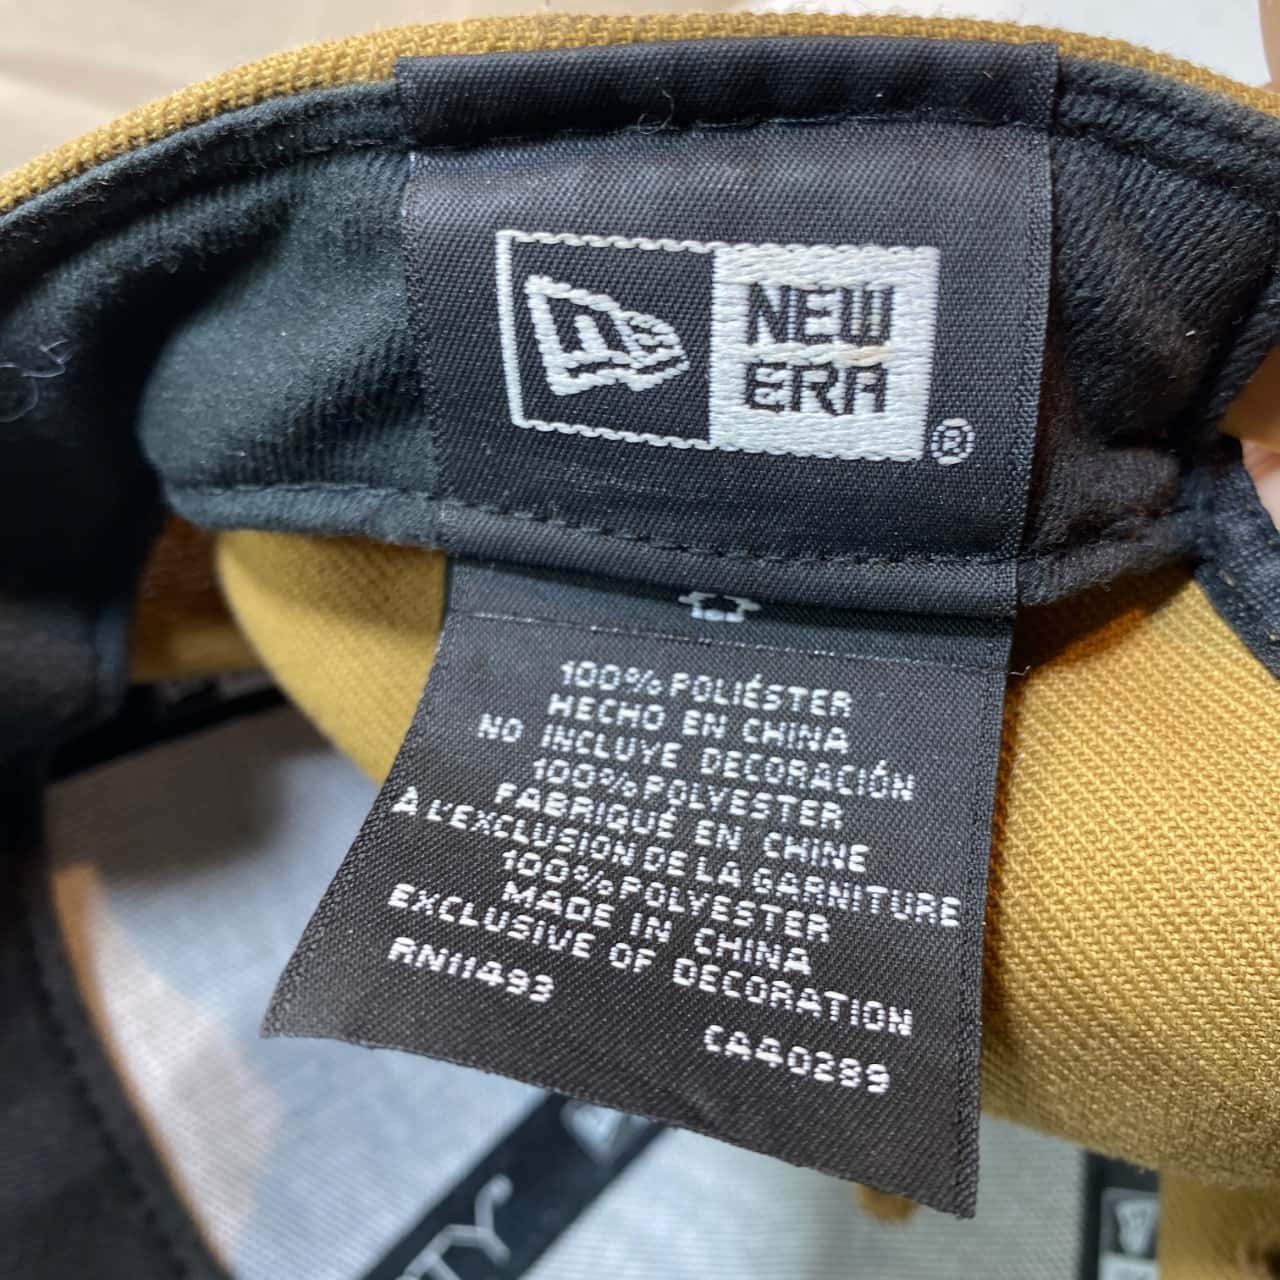 NEW
ERA
®
100% POLIÉSTER
HECHO EN CHINA
NO INCLUYE DECORACIÓN
100% POLYESTER
FABRIQUÉ EN CHINE
À L'EXCLUSION DE LA GARNITURE
100% POLYESTER
MADE IN CHINA
EXCLUSIVE OF DECORATION
RN11493
CA40289